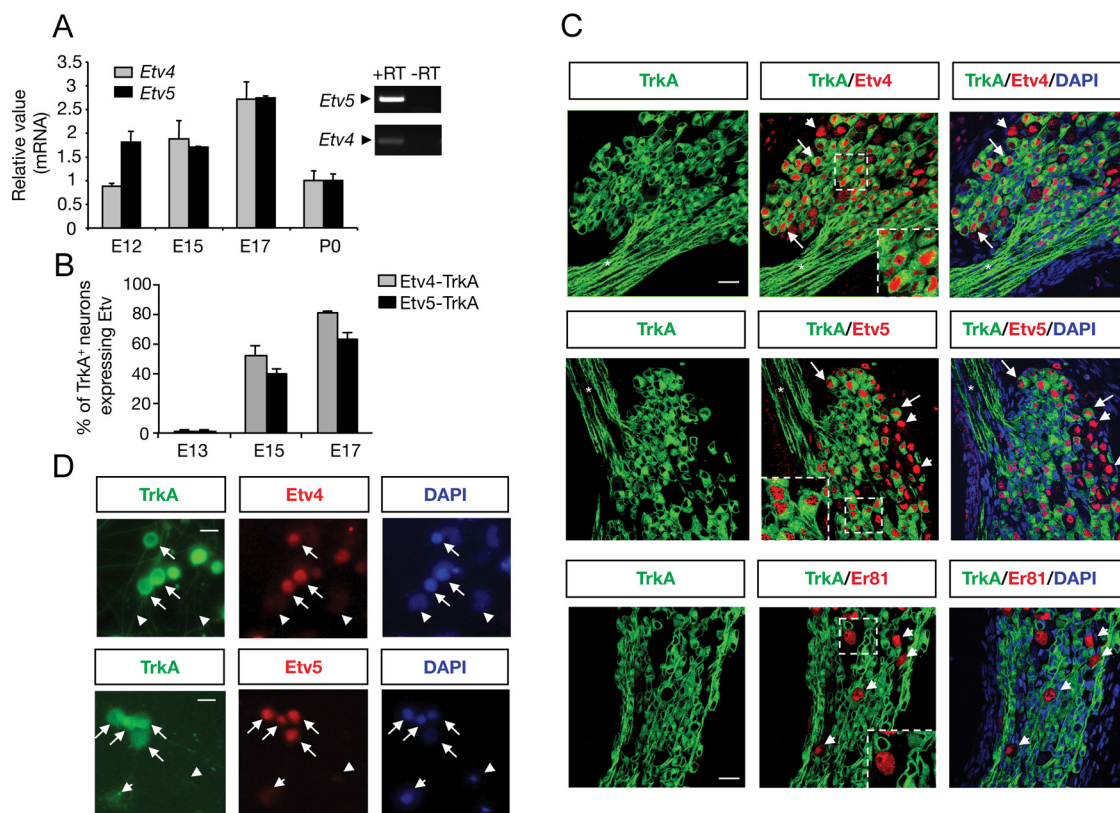 A
Relative value
(mRNA)
3.5
3
2.5
2
1.5
1
0.5
0
Etv4
Etv5
E12
E15
E17
P0
+RT -RT
Etv5
Etv4
B
% of TrkA+ neurons
expressing Etv
100
80
60
40
20
0
Etv4-TrkA
Etv5-TrkA
E13
E15
E17
C
TrkA
TrkA/Etv4
TrkA/Etv4/DAPI
*
*
*
TrkA
TrkA/Etv5
TrkA/Etv5/DAPI
*
*
*
TrkA
TrkA/Er81
TrkA/Er81/DAPI
D
TrkA
Etv4
DAPI
TrkA
Etv5
DAPI